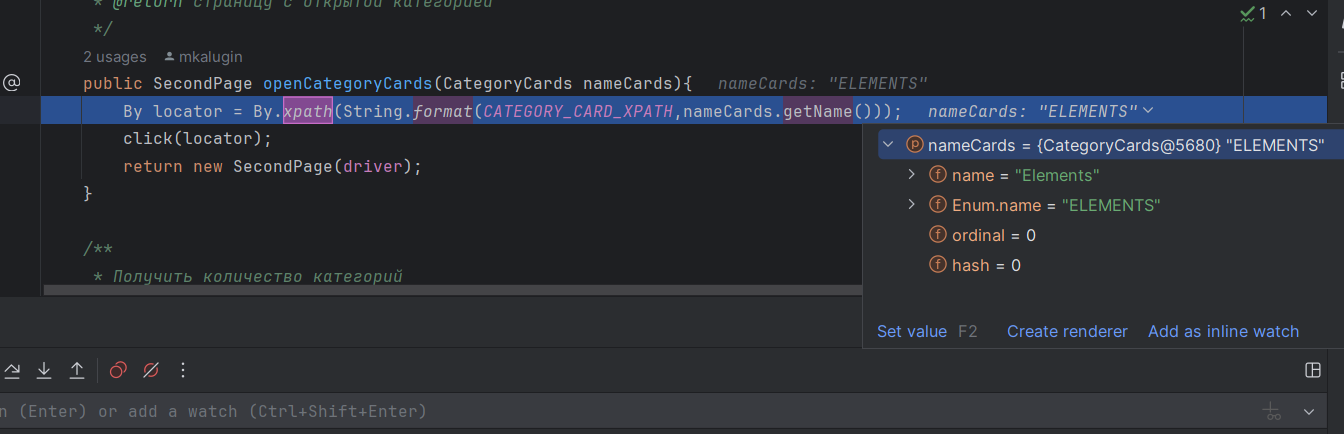 * @return страницу с открытой категорией
*/
2 usages mkalugin
@ public SecondPage openCategoryCards(CategoryCards nameCards){ nameCards: "ELEMENTS"
By locator = By.xpath(String.format(CATEGORY_CARD_XPATH,nameCards.getName())); nameCards: "ELEMENTS"
click(locator);
return new SecondPage(driver);
}
/**
* Получить количество категорий
1
nameCards = {CategoryCards@5680} "ELEMENTS"
name = "Elements"
Enum.name = "ELEMENTS"
ordinal = 0
hash = 0
Set value F2 Create renderer Add as inline watch
n (Enter) or add a watch (Ctrl+Shift+Enter)